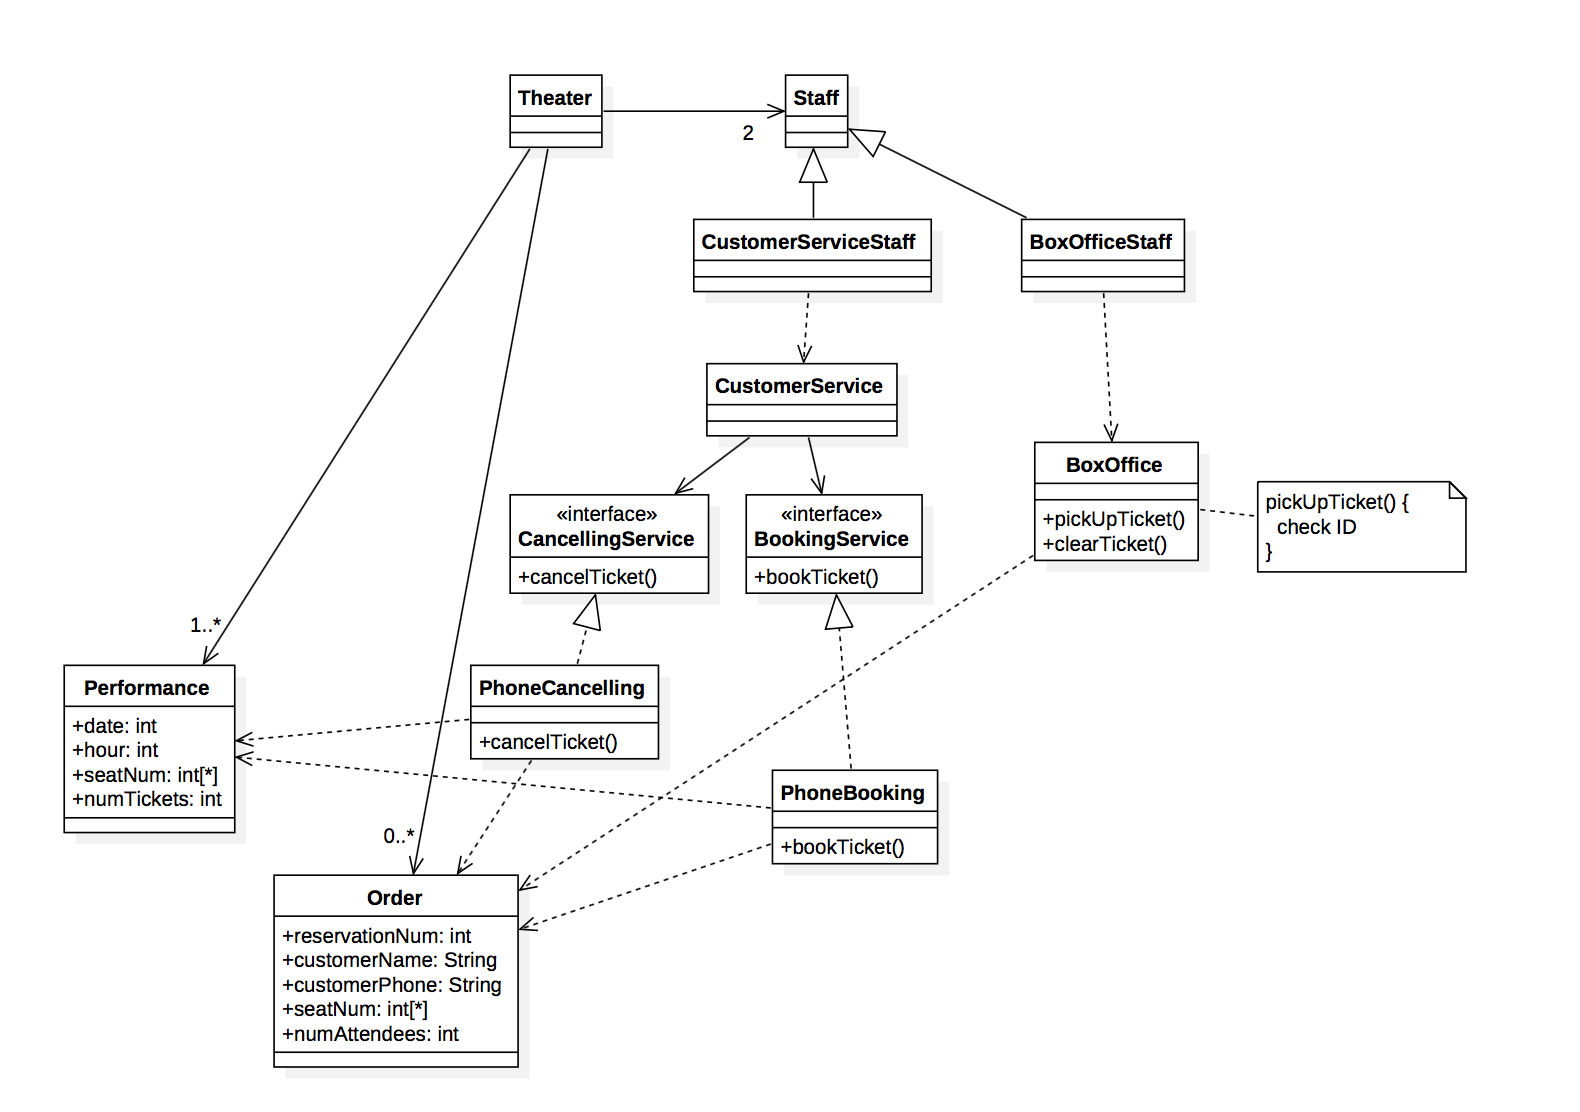 Theater
Staff
2
CustomerServiceStaff
BoxOfficeStaff
CustomerService
BoxOffice
+pickUpTicket()
+clearTicket()
pickUpTicket() {
check ID
}
«interface»
CancellingService
+cancelTicket()
«interface»
BookingService
+bookTicket()
1..*
Performance
+date: int
+hour: int
+seatNum: int[*]
+numTickets: int
PhoneCancelling
+cancelTicket()
PhoneBooking
+bookTicket()
0..*
Order
+reservationNum: int
+customerName: String
+customerPhone: String
+seatNum: int[*]
+numAttendees: int